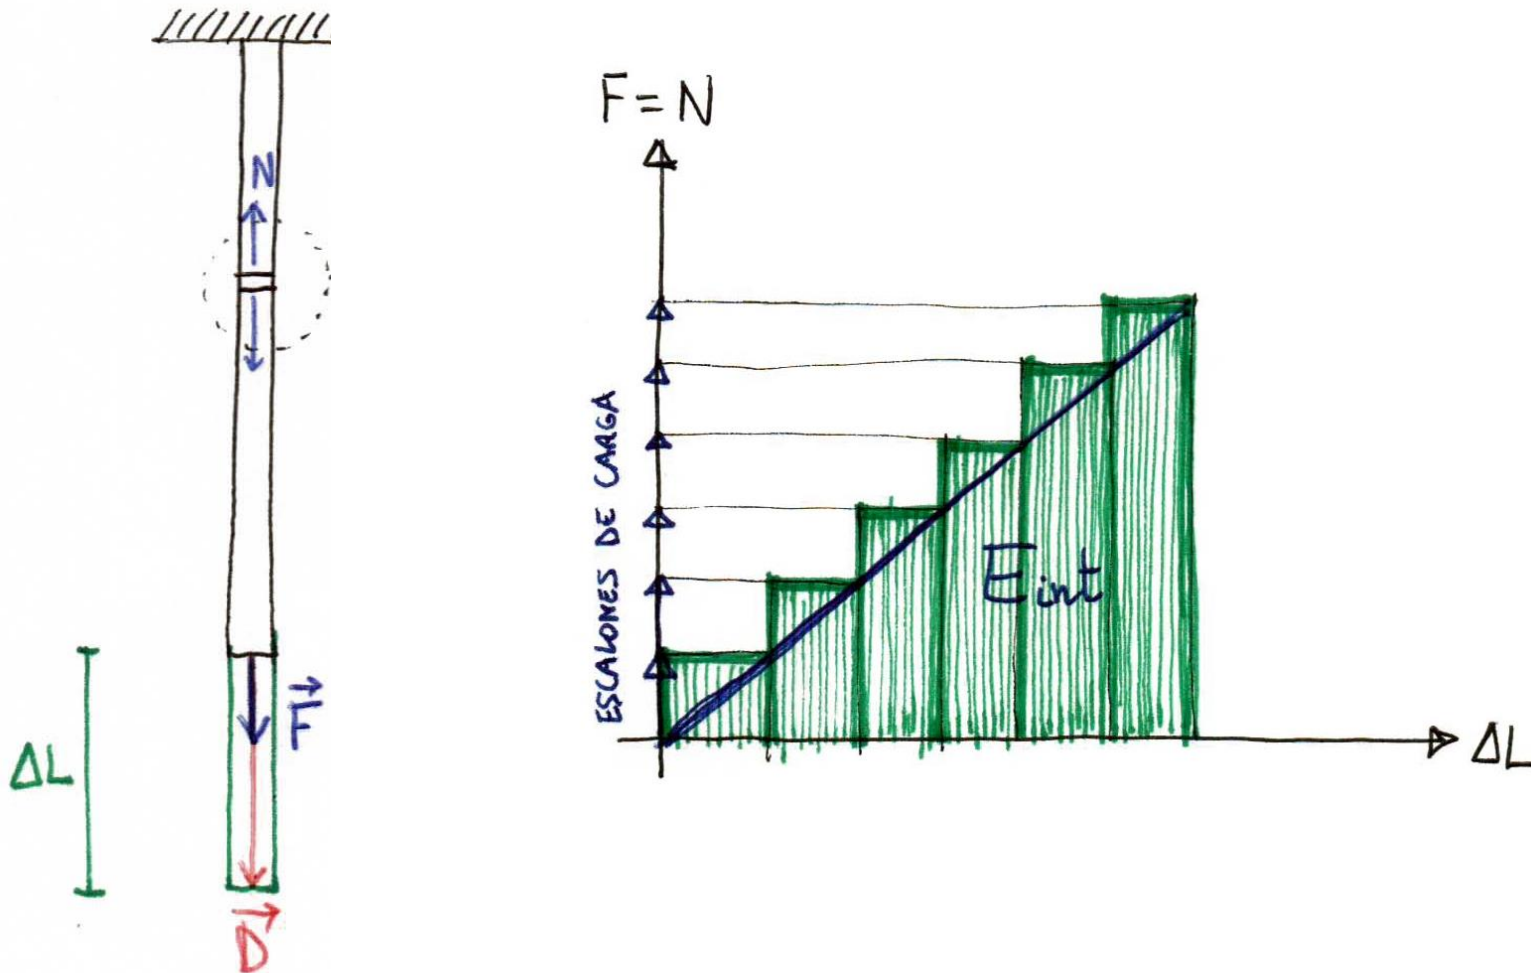 N
F
ΔL
D
F = N
ESCALONES DE CARGA
Eint
ΔL